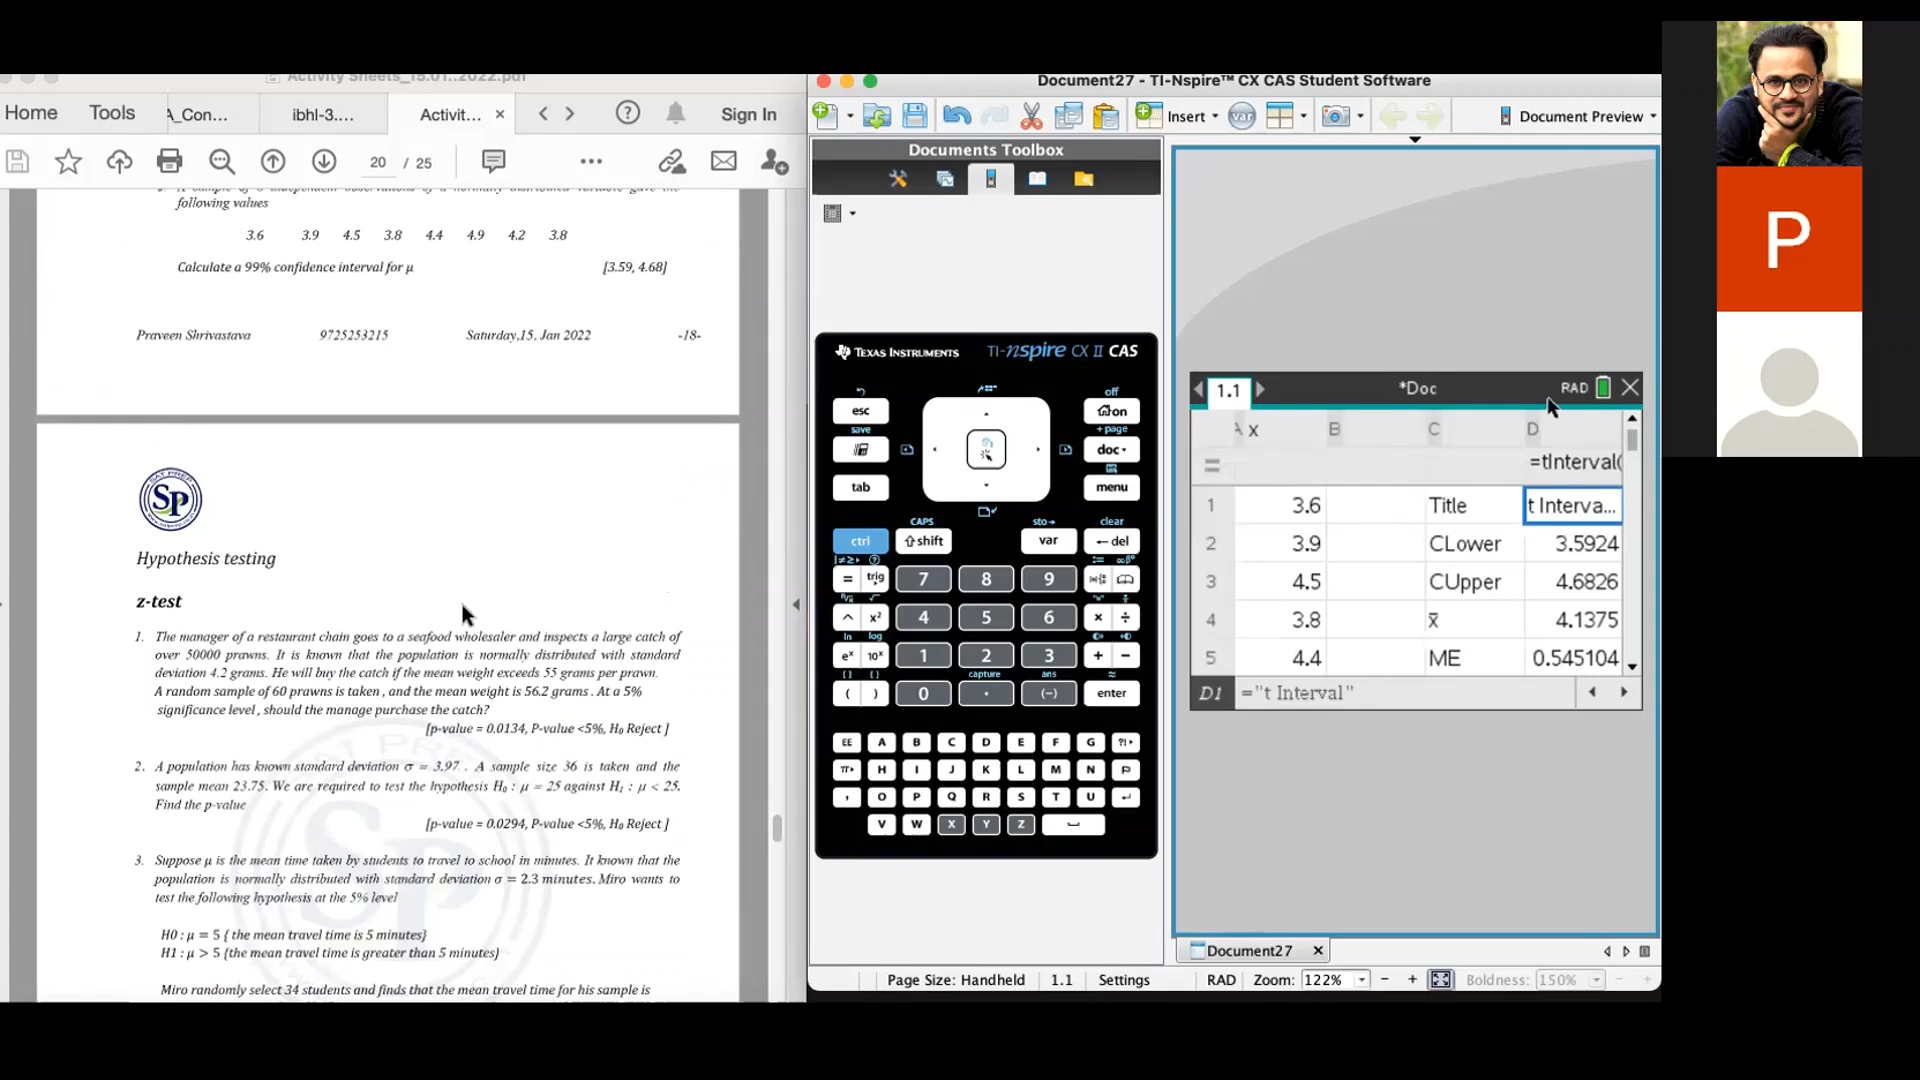 Activity Sheets_15.01..2022.pdf
Home
Tools
A_Con...
ibhl-3....
Activit...
Sign In
20 / 25
following values
3.6 3.9 4.5 3.8 4.4 4.9 4.2 3.8
Calculate a 99% confidence interval for μ [3.59, 4.68]
Praveen Shrivastava 9725253215 Saturday,15, Jan 2022 -18-
SAT PREP
SP
Hypothesis testing
z-test
1. The manager of a restaurant chain goes to a seafood wholesaler and inspects a large catch of
over 50000 prawns. It is known that the population is normally distributed with standard
deviation 4.2 grams. He will buy the catch if the mean weight exceeds 55 grams per prawn.
A random sample of 60 prawns is taken , and the mean weight is 56.2 grams . At a 5%
significance level , should the manage purchase the catch?
[p-value = 0.0134, P-value <5%, H₀ Reject ]
2. A population has known standard deviation σ = 3.97 . A sample size 36 is taken and the
sample mean 23.75. We are required to test the hypothesis H₀ : μ = 25 against H₁ : μ < 25.
Find the p-value
[p-value = 0.0294, P-value <5%, H₀ Reject ]
3. Suppose μ is the mean time taken by students to travel to school in minutes. It known that the
population is normally distributed with standard deviation σ = 2.3 minutes. Miro wants to
test the following hypothesis at the 5% level
H0 : μ = 5 { the mean travel time is 5 minutes}
H1 : μ > 5 {the mean travel time is greater than 5 minutes}
Miro randomly select 34 students and finds that the mean travel time for his sample is
Document27 - TI-Nspire™ CX CAS Student Software
Insert
var
Document Preview
Documents Toolbox
TEXAS INSTRUMENTS TI-nspire CX II CAS
off
esc on
save +page
doc
tab menu
CAPS sto→ clear
ctrl shift var ←del
= trig 7 8 9
ln log
^ x² 4 5 6 × ÷
eˣ 10ˣ 1 2 3 + −
capture ans ≈
( ) 0 . (−) enter
EE A B C D E F G ?!▸
π▸ H I J K L M N
, O P Q R S T U
V W X Y Z
1.1 *Doc RAD
A x B C D
= =tInterval(
1 3.6 Title t Interva...
2 3.9 CLower 3.5924
3 4.5 CUpper 4.6826
4 3.8 x̄ 4.1375
5 4.4 ME 0.545104
D1 ="t Interval"
Document27
Page Size: Handheld 1.1 Settings RAD Zoom: 122% Boldness: 150%
P